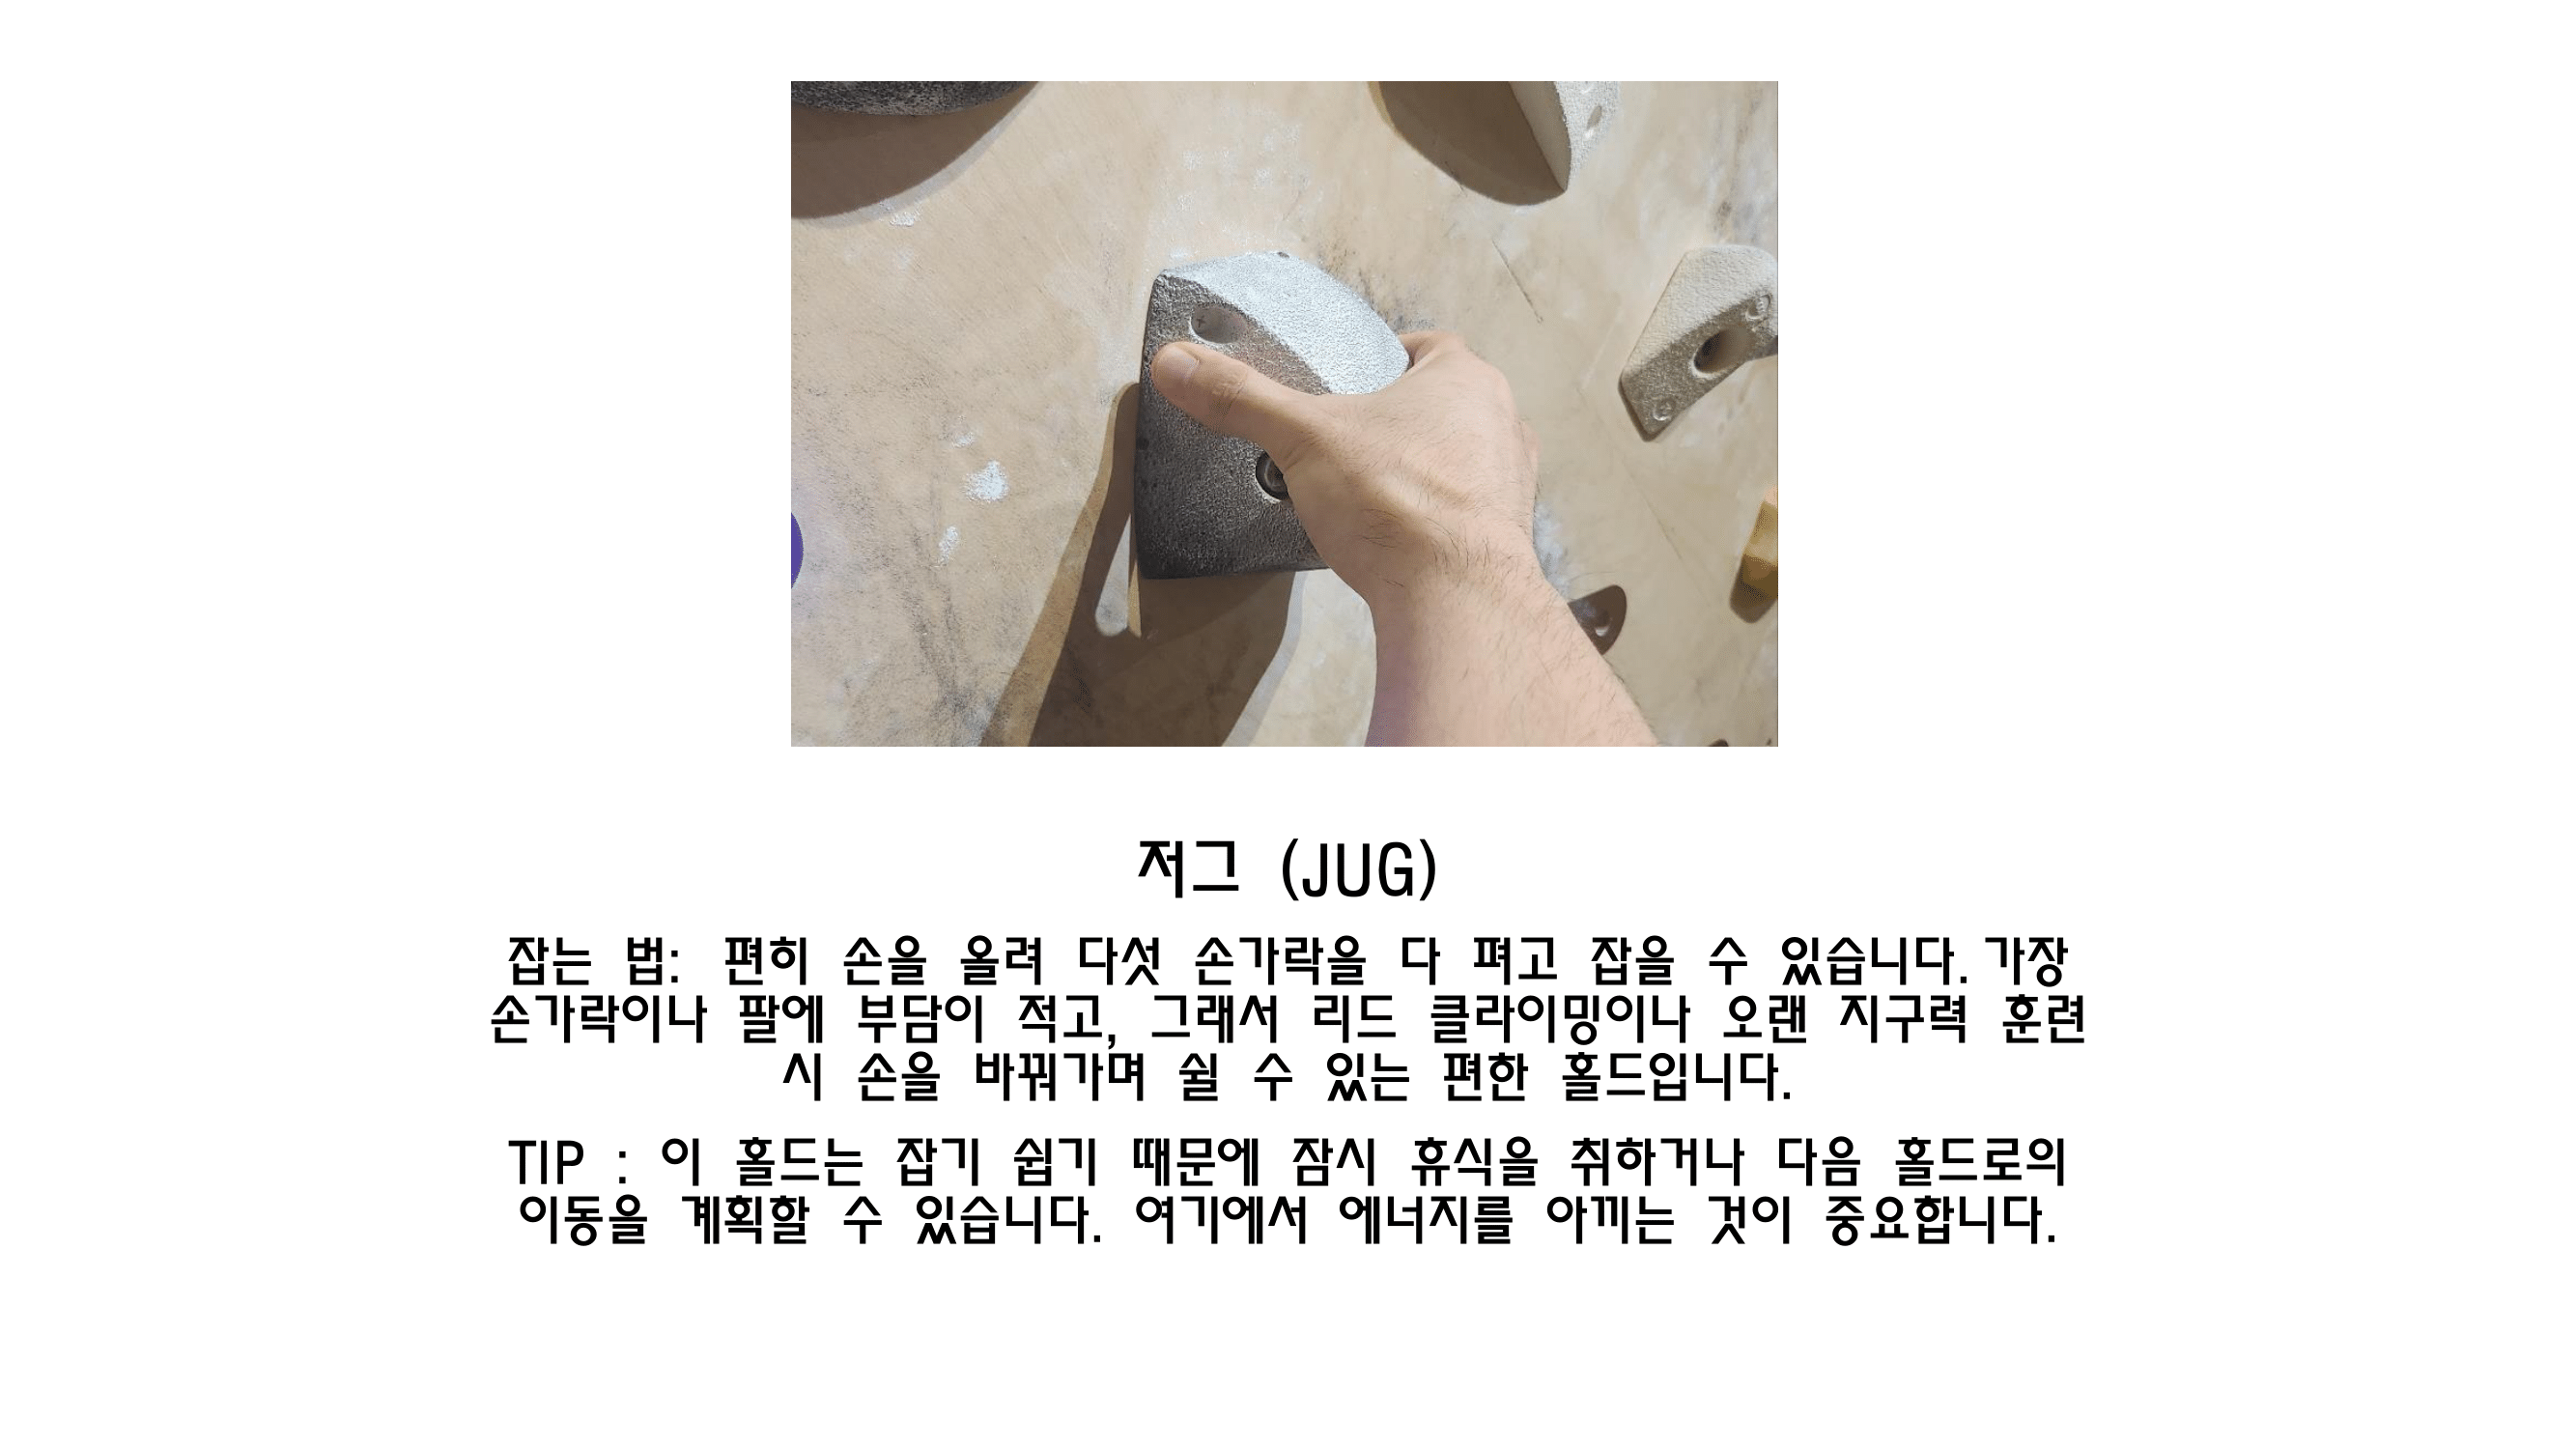 저그 (JUG)
잡는 법: 편히 손을 올려 다섯 손가락을 다 펴고 잡을 수 있습니다. 가장
손가락이나 팔에 부담이 적고, 그래서 리드 클라이밍이나 오랜 지구력 훈련
시 손을 바꿔가며 쉴 수 있는 편한 홀드입니다.
TIP : 이 홀드는 잡기 쉽기 때문에 잠시 휴식을 취하거나 다음 홀드로의
이동을 계획할 수 있습니다. 여기에서 에너지를 아끼는 것이 중요합니다.